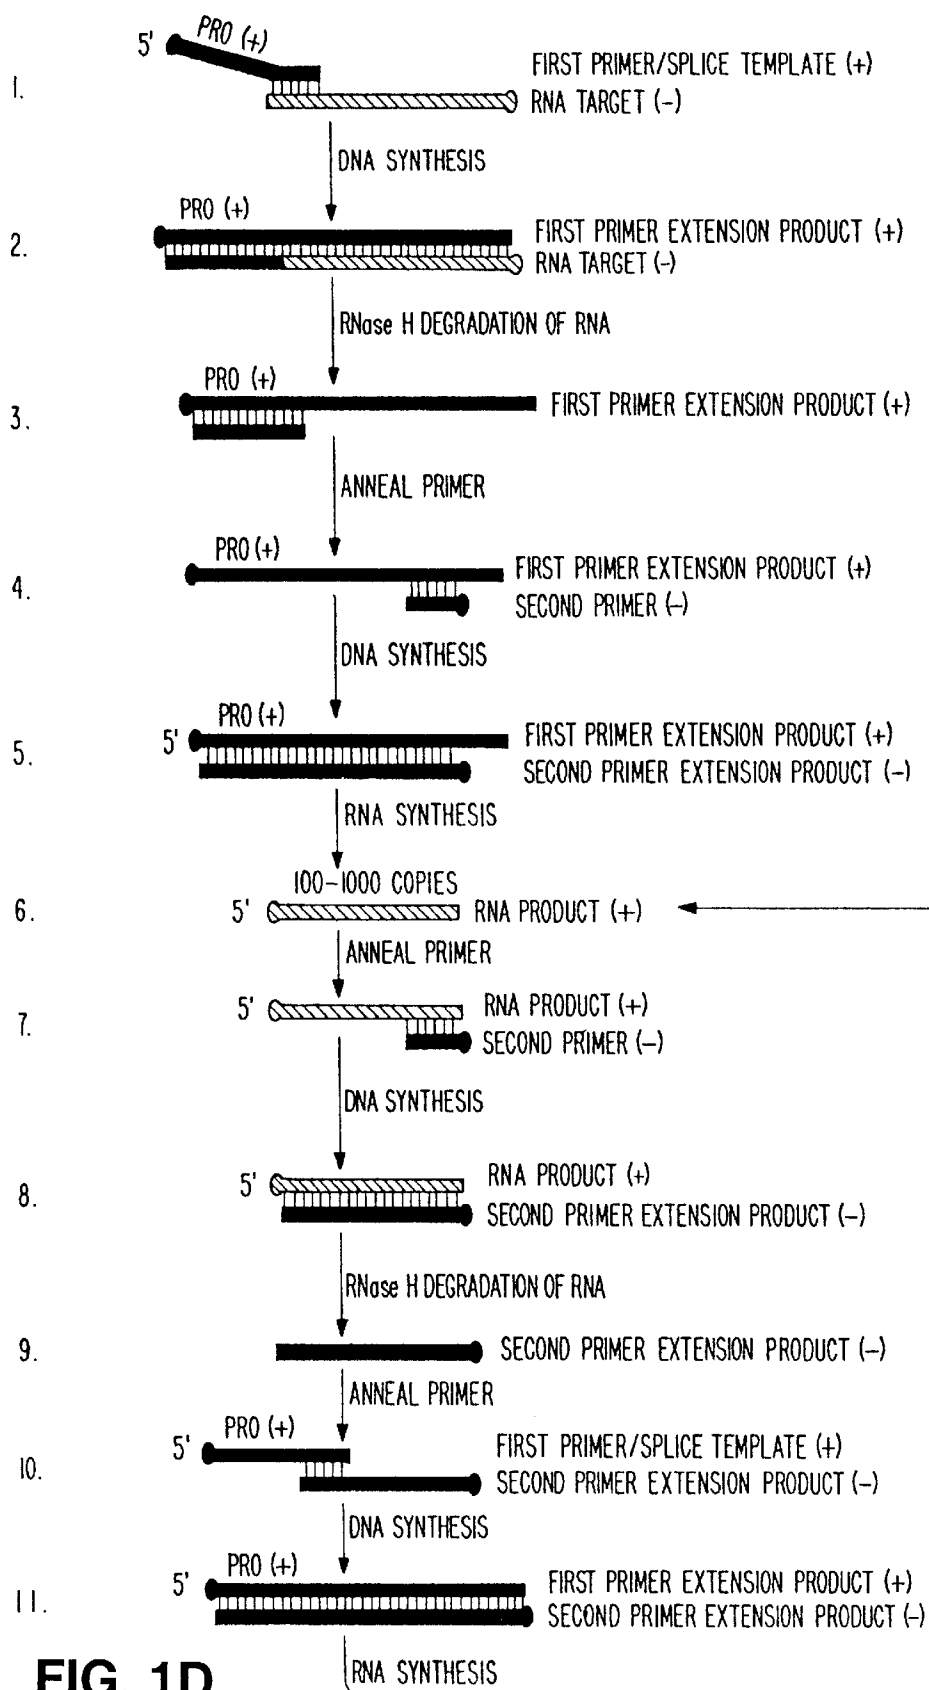 PRO (+)
5'
1.
FIRST PRIMER/SPLICE TEMPLATE (+)
RNA TARGET (-)
DNA SYNTHESIS
PRO (+)
2.
FIRST PRIMER EXTENSION PRODUCT (+)
RNA TARGET (-)
RNase H DEGRADATION OF RNA
PRO (+)
3.
FIRST PRIMER EXTENSION PRODUCT (+)
ANNEAL PRIMER
PRO (+)
4.
FIRST PRIMER EXTENSION PRODUCT (+)
SECOND PRIMER (-)
DNA SYNTHESIS
PRO (+)
5.
5'
FIRST PRIMER EXTENSION PRODUCT (+)
SECOND PRIMER EXTENSION PRODUCT (-)
RNA SYNTHESIS
100-1000 COPIES
6.
5'
RNA PRODUCT (+)
ANNEAL PRIMER
7.
5'
RNA PRODUCT (+)
SECOND PRIMER (-)
DNA SYNTHESIS
8.
5'
RNA PRODUCT (+)
SECOND PRIMER EXTENSION PRODUCT (-)
RNase H DEGRADATION OF RNA
9.
SECOND PRIMER EXTENSION PRODUCT (-)
ANNEAL PRIMER
PRO (+)
10.
5'
FIRST PRIMER/SPLICE TEMPLATE (+)
SECOND PRIMER EXTENSION PRODUCT (-)
DNA SYNTHESIS
PRO (+)
11.
5'
FIRST PRIMER EXTENSION PRODUCT (+)
SECOND PRIMER EXTENSION PRODUCT (-)
RNA SYNTHESIS
FIG. 1D